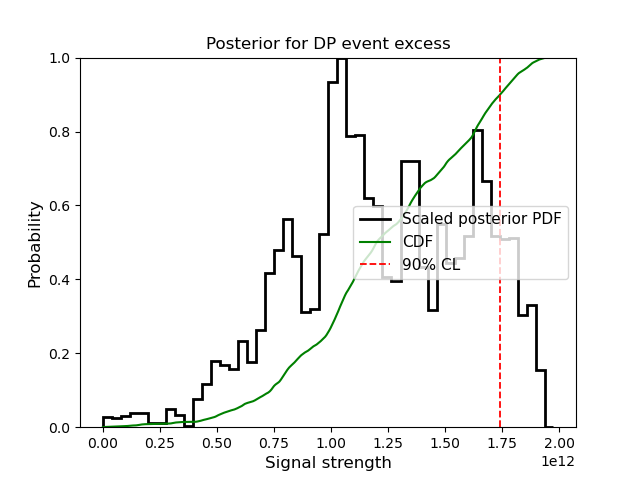 Posterior for DP event excess
Probability
1.0
0.8
0.6
0.4
0.2
0.0
Scaled posterior PDF
CDF
90% CL
0.00 0.25 0.50 0.75 1.00 1.25 1.50 1.75 2.00
1e12
Signal strength